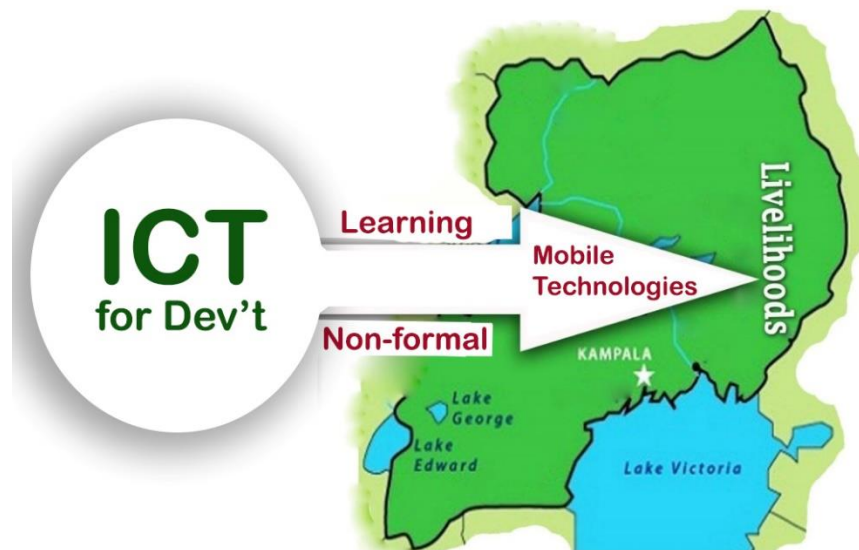 ICT
for Dev't
Learning
Non-formal
Mobile
Technologies
Livelihoods
KAMPALA
Lake
George
Lake
Edward
Lake Victoria